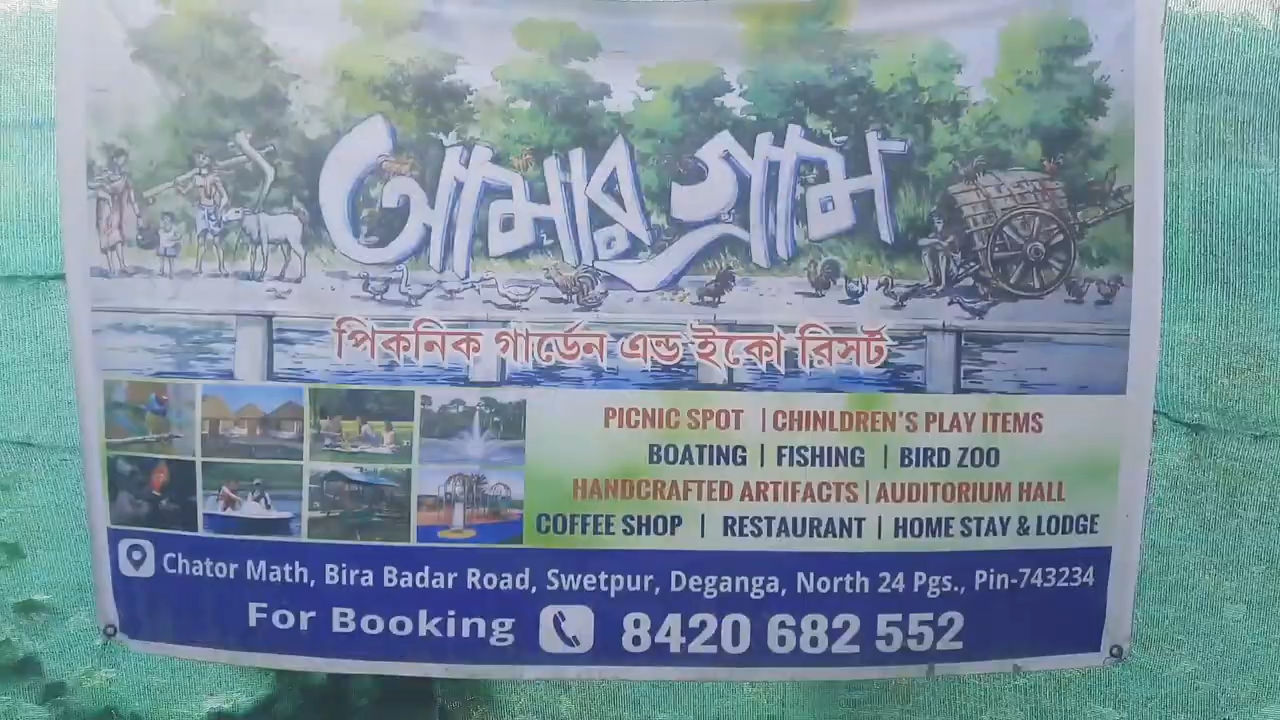 আমার গ্রাম
পিকনিক গার্ডেন এন্ড ইকো রিসর্ট
PICNIC SPOT | CHINLDREN'S PLAY ITEMS
BOATING | FISHING | BIRD ZOO
HANDCRAFTED ARTIFACTS | AUDITORIUM HALL
COFFEE SHOP | RESTAURANT | HOME STAY & LODGE
Chator Math, Bira Badar Road, Swetpur, Deganga, North 24 Pgs., Pin-743234
For Booking 8420 682 552